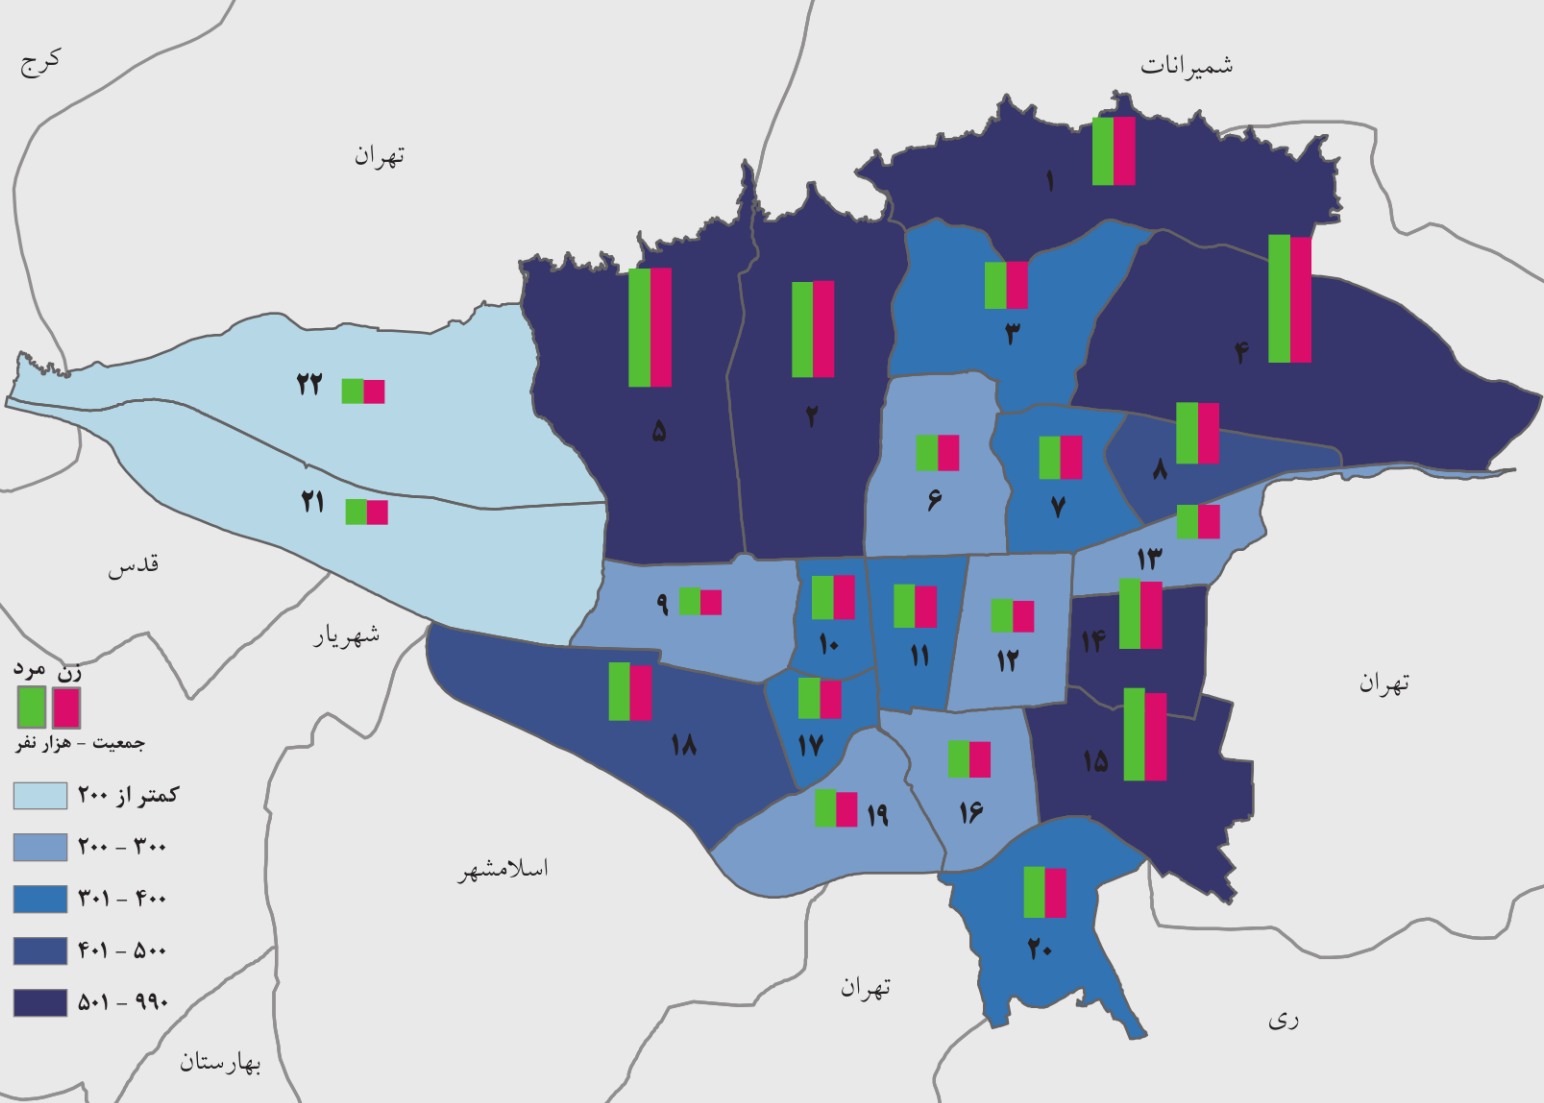 کرج
شمیرانات
تهران
۱
۳
۴
۲۲
۵
۲
۸
۲۱
۶
۷
۱۳
قدس
۹
شهریار
۱۰
۱۱
۱۲
۱۴
تهران
مرد زن
جمعیت - هزار نفر
۱۸
۱۷
۱۵
کمتر از ۲۰۰
۲۰۰ - ۳۰۰
۳۰۱ - ۴۰۰
۴۰۱ - ۵۰۰
۵۰۱ - ۹۹۰
۱۹
۱۶
اسلامشهر
۲۰
تهران
ری
بهارستان